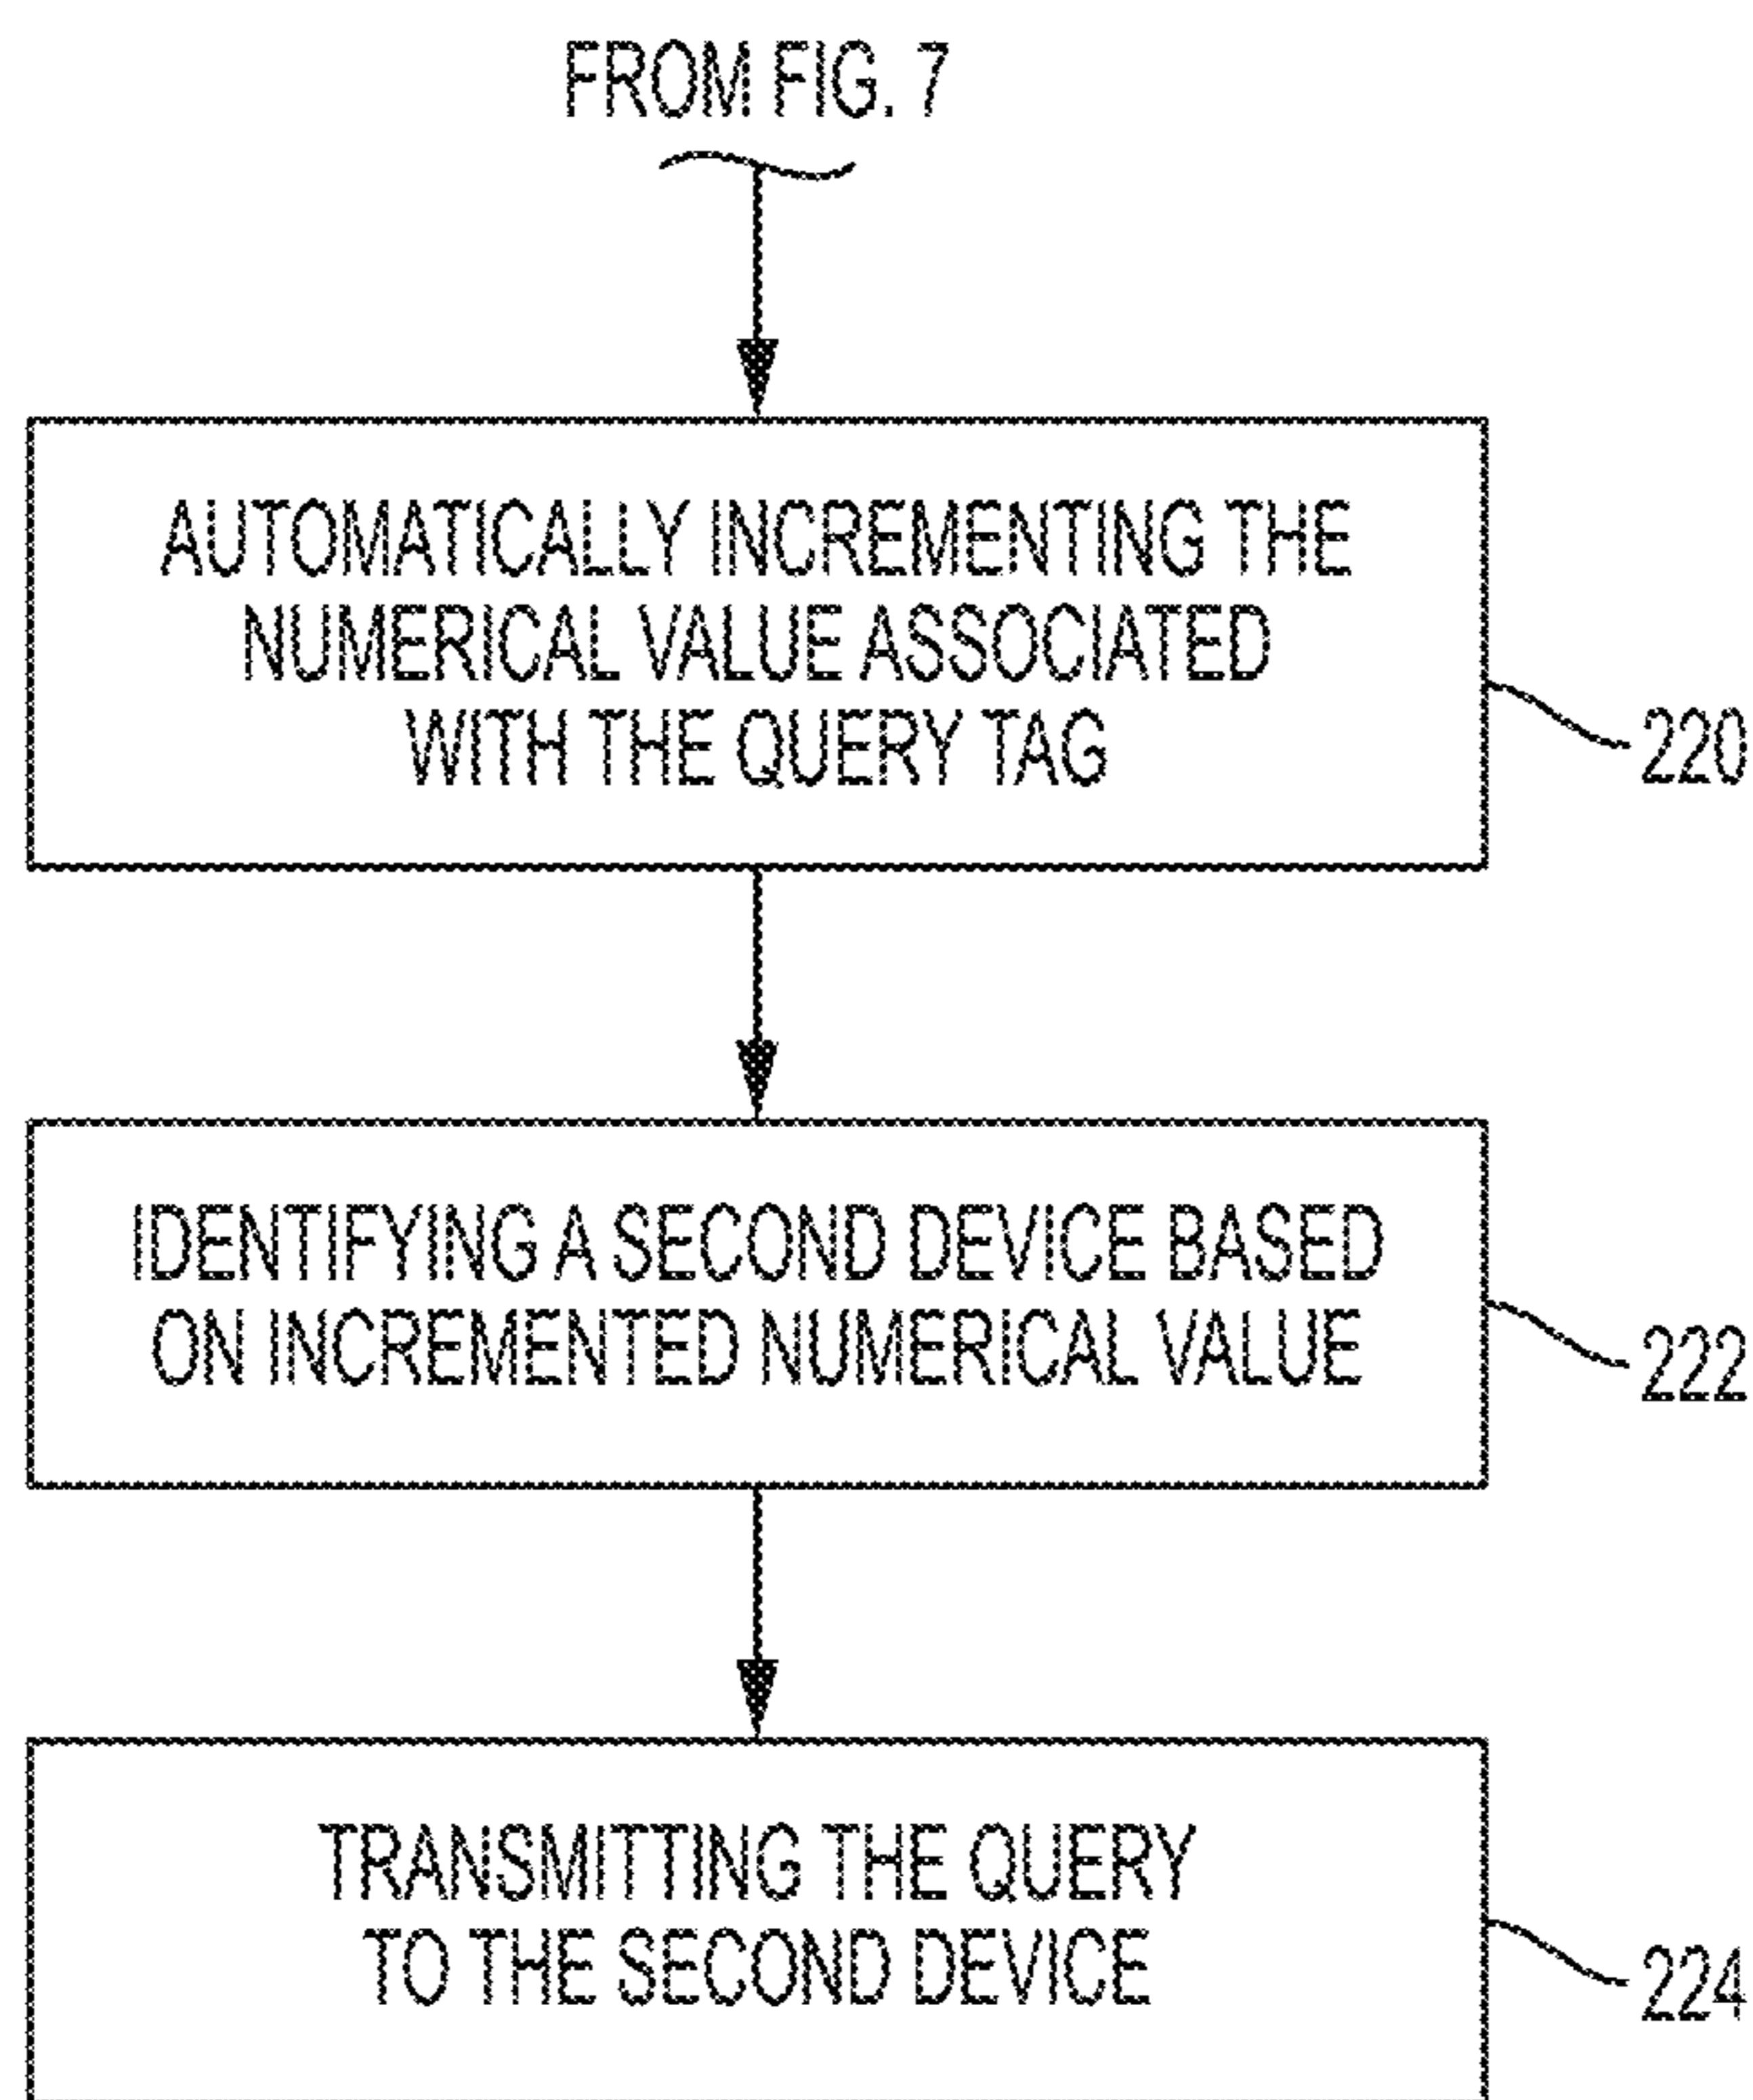 FROM FIG. 7
AUTOMATICALLY INCREMENTING THE
NUMERICAL VALUE ASSOCIATED
WITH THE QUERY TAG
220
IDENTIFYING A SECOND DEVICE BASED
ON INCREMENTED NUMERICAL VALUE
222
TRANSMITTING THE QUERY
TO THE SECOND DEVICE
224